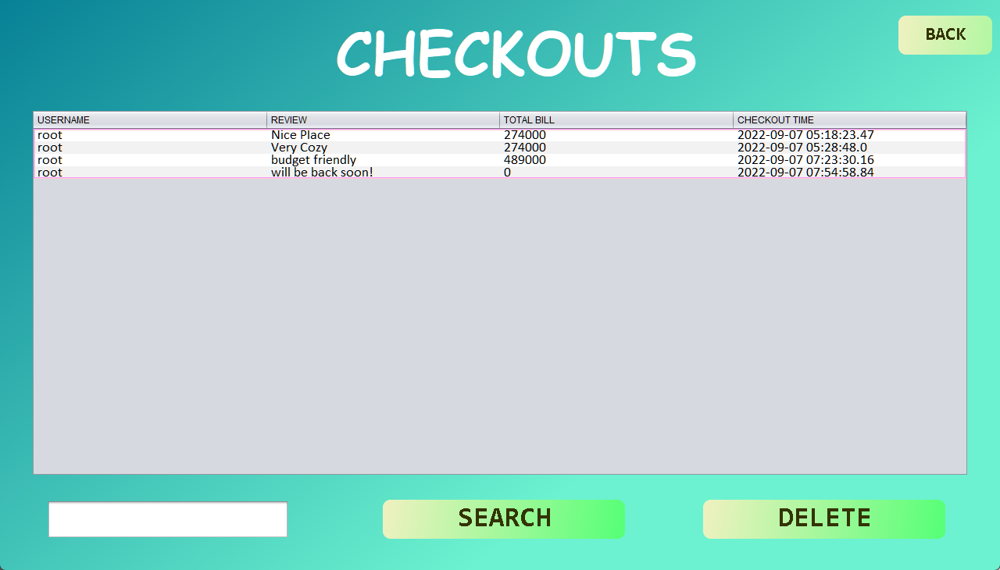 CHECKOUTS
BACK
USERNAME REVIEW TOTAL BILL CHECKOUT TIME
root Nice Place 274000 2022-09-07 05:18:23.47
root Very Cozy 274000 2022-09-07 05:28:48.0
root budget friendly 489000 2022-09-07 07:23:30.16
root will be back soon! 0 2022-09-07 07:54:58.84
SEARCH DELETE